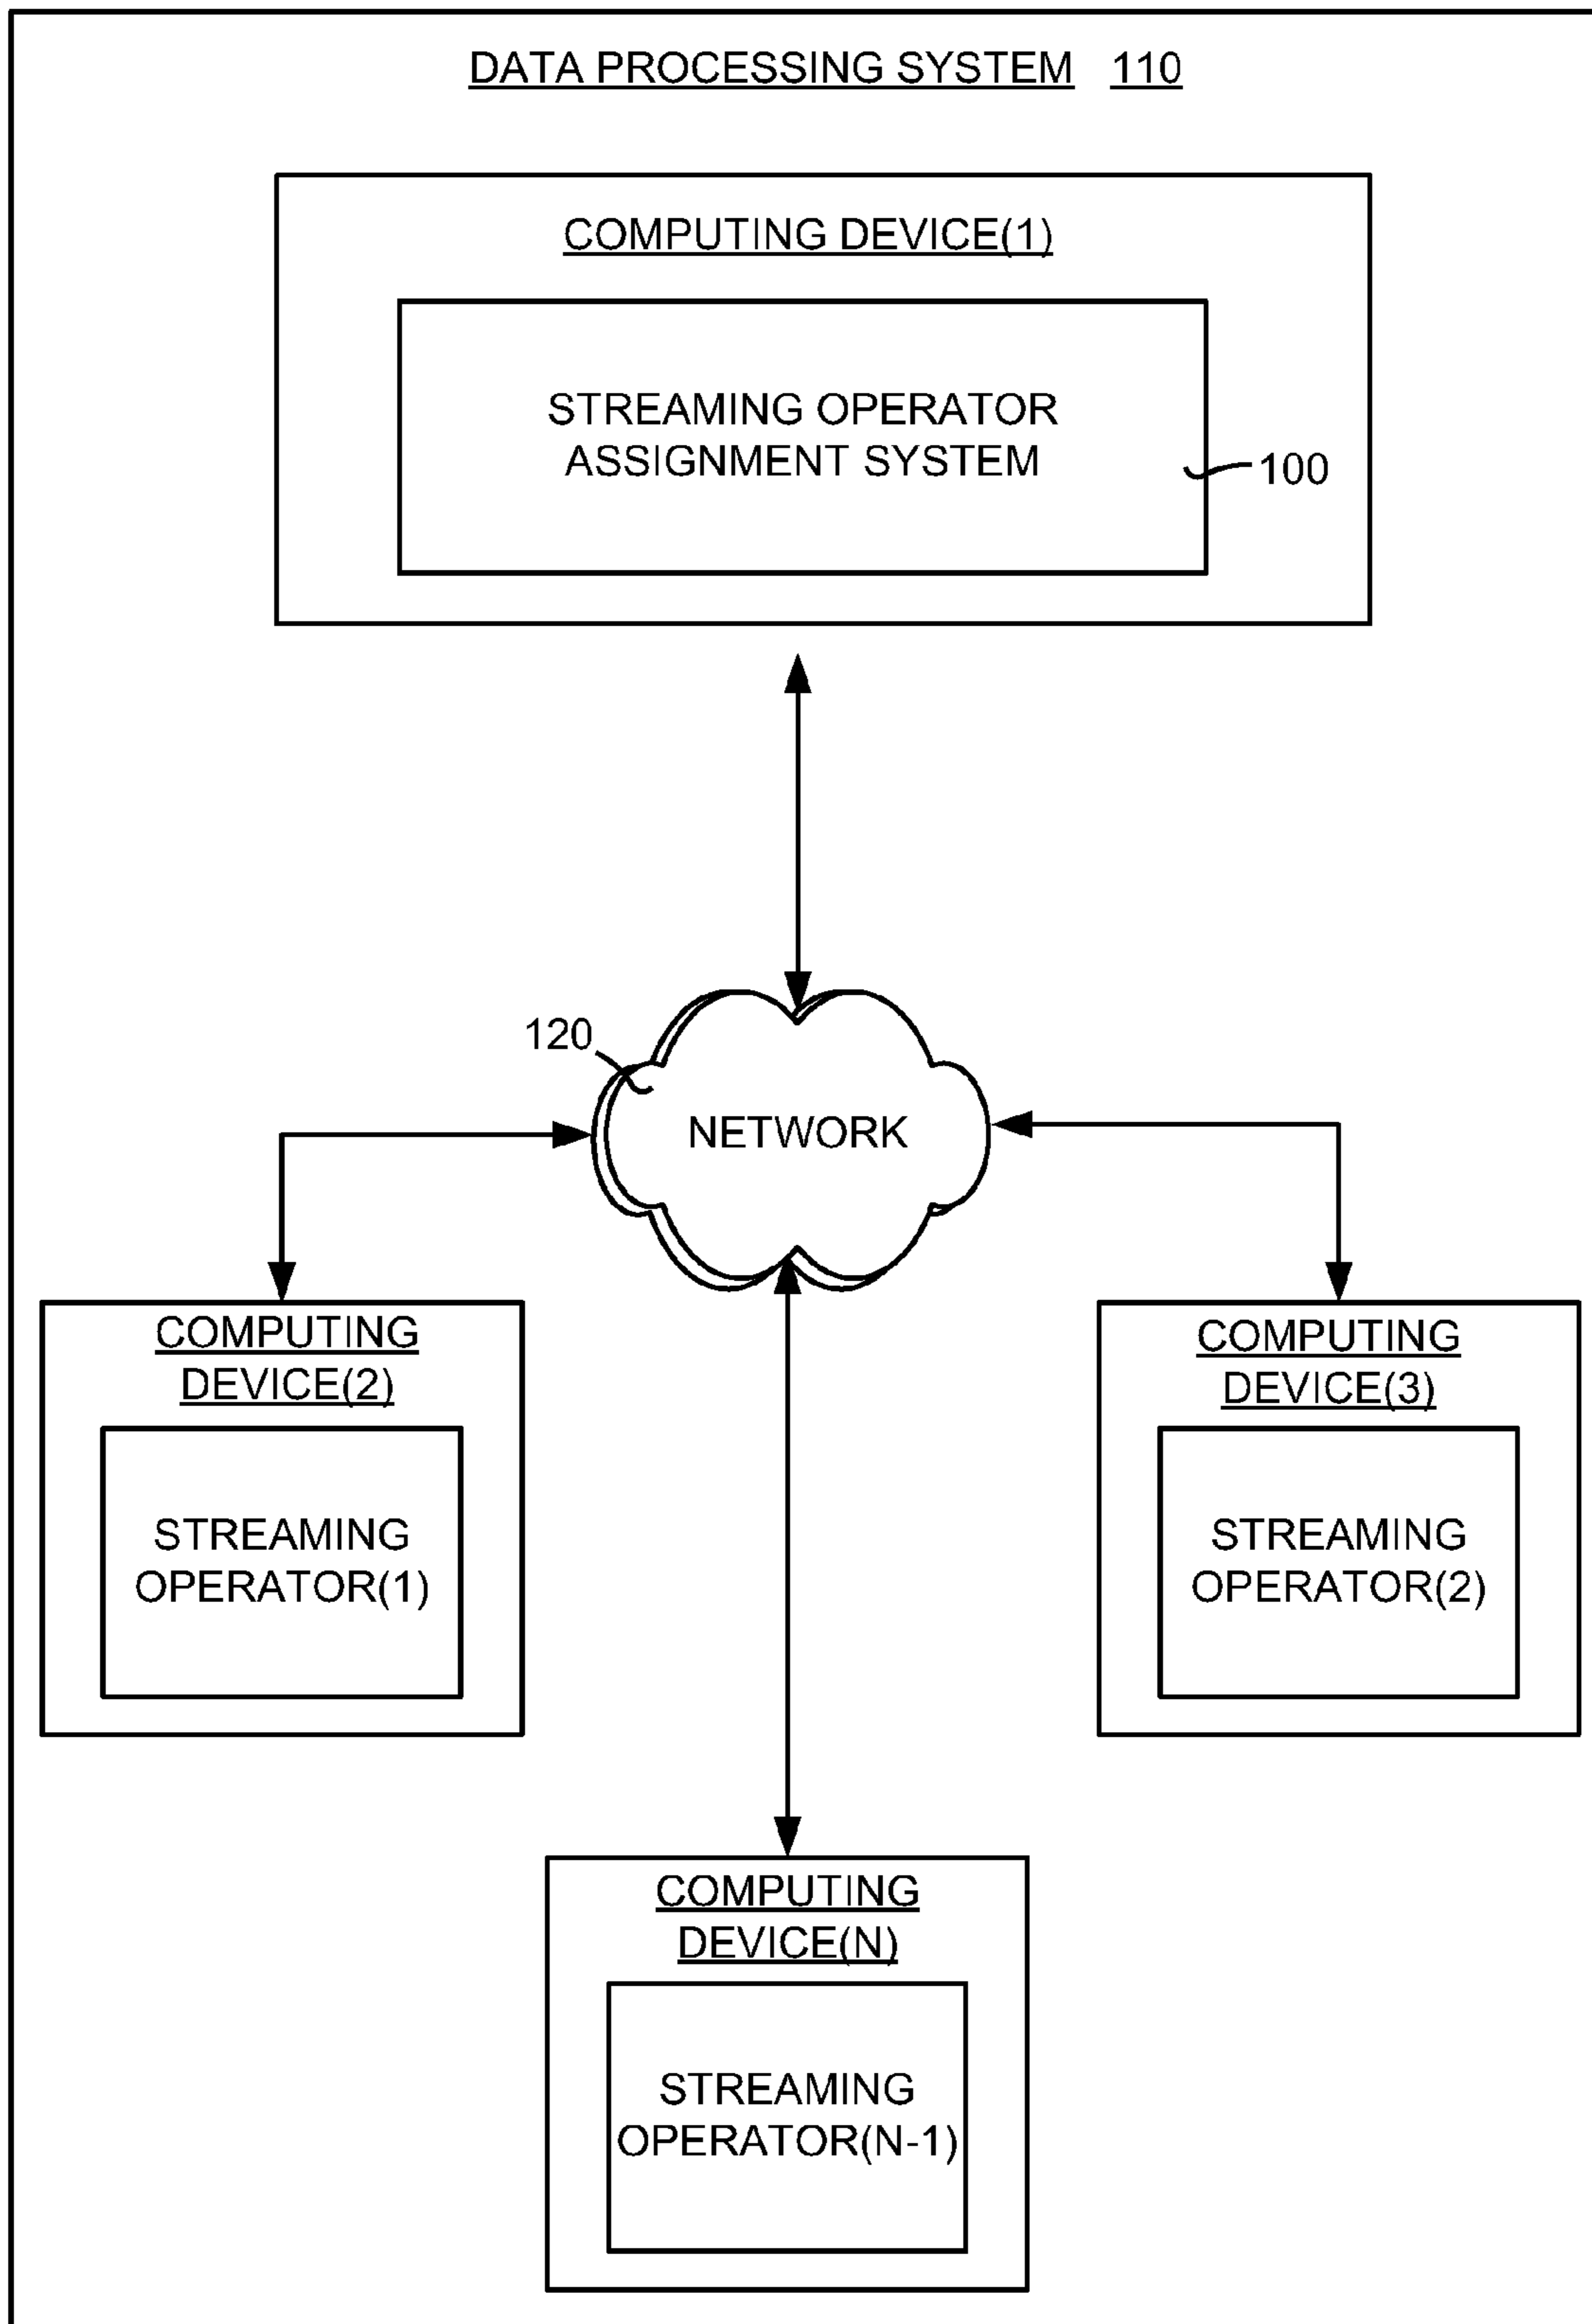 DATA PROCESSING SYSTEM 110
COMPUTING DEVICE(1)
STREAMING OPERATOR
ASSIGNMENT SYSTEM
100
120
NETWORK
COMPUTING
DEVICE(2)
STREAMING
OPERATOR(1)
COMPUTING
DEVICE(3)
STREAMING
OPERATOR(2)
COMPUTING
DEVICE(N)
STREAMING
OPERATOR(N-1)